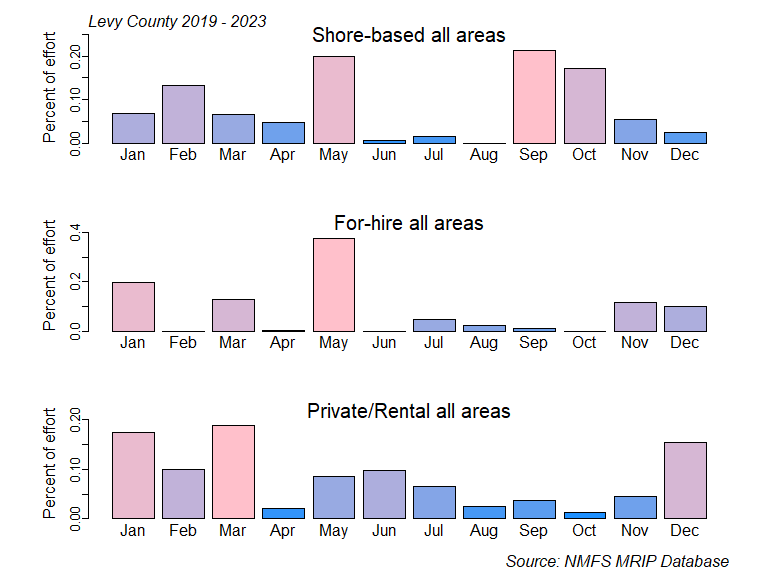 Levy County 2019 - 2023
Shore-based all areas
Percent of effort
0.00 0.10 0.20
Jan Feb Mar Apr May Jun Jul Aug Sep Oct Nov Dec
For-hire all areas
Percent of effort
0.0 0.2 0.4
Jan Feb Mar Apr May Jun Jul Aug Sep Oct Nov Dec
Private/Rental all areas
Percent of effort
0.00 0.10 0.20
Jan Feb Mar Apr May Jun Jul Aug Sep Oct Nov Dec
Source: NMFS MRIP Database